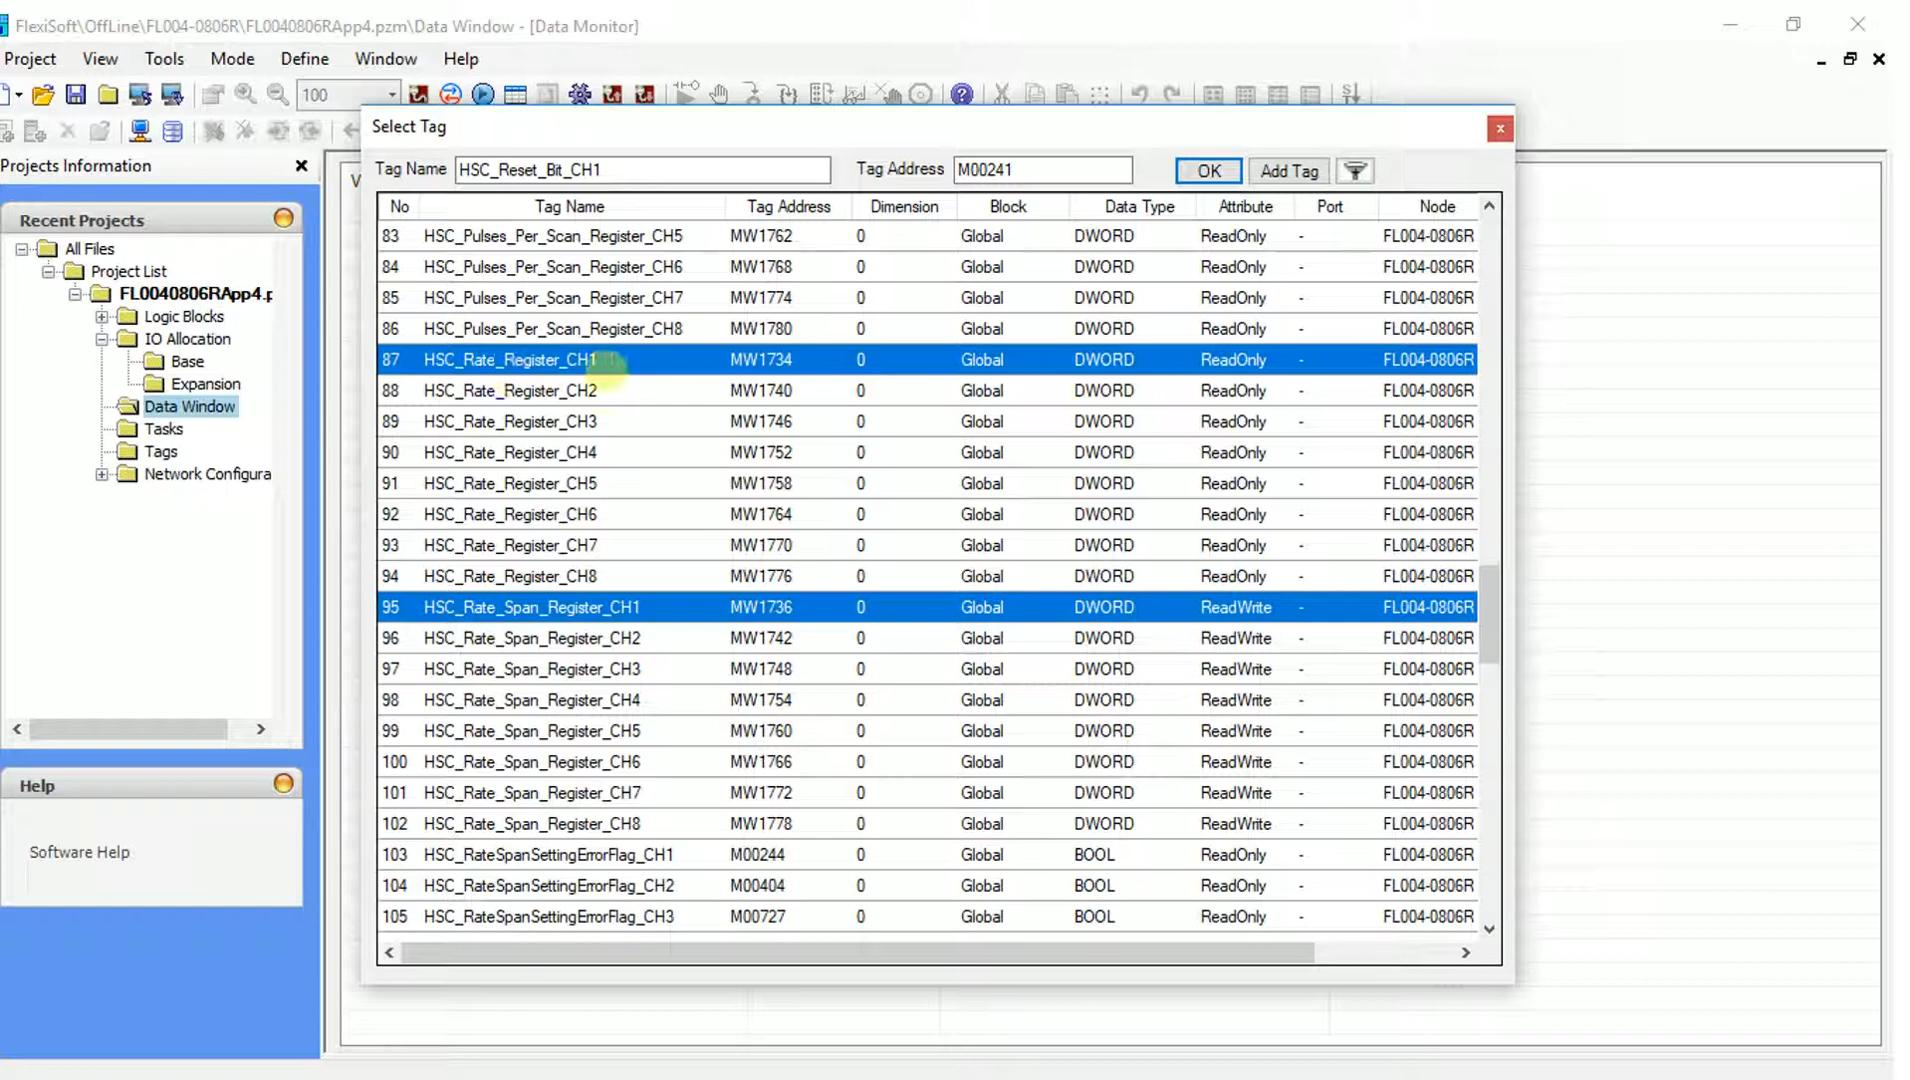 FlexiSoft\OffLine\FL004-0806R\FL0040806RApp4.pzm\Data Window - [Data Monitor]
Project View Tools Mode Define Window Help
100
Select Tag
Projects Information
Tag Name HSC_Reset_Bit_CH1 Tag Address M00241 OK Add Tag
V
No Tag Name Tag Address Dimension Block Data Type Attribute Port Node
83 HSC_Pulses_Per_Scan_Register_CH5 MW1762 0 Global DWORD ReadOnly - FL004-0806R
84 HSC_Pulses_Per_Scan_Register_CH6 MW1768 0 Global DWORD ReadOnly - FL004-0806R
85 HSC_Pulses_Per_Scan_Register_CH7 MW1774 0 Global DWORD ReadOnly - FL004-0806R
86 HSC_Pulses_Per_Scan_Register_CH8 MW1780 0 Global DWORD ReadOnly - FL004-0806R
87 HSC_Rate_Register_CH1 MW1734 0 Global DWORD ReadOnly - FL004-0806R
88 HSC_Rate_Register_CH2 MW1740 0 Global DWORD ReadOnly - FL004-0806R
89 HSC_Rate_Register_CH3 MW1746 0 Global DWORD ReadOnly - FL004-0806R
90 HSC_Rate_Register_CH4 MW1752 0 Global DWORD ReadOnly - FL004-0806R
91 HSC_Rate_Register_CH5 MW1758 0 Global DWORD ReadOnly - FL004-0806R
92 HSC_Rate_Register_CH6 MW1764 0 Global DWORD ReadOnly - FL004-0806R
93 HSC_Rate_Register_CH7 MW1770 0 Global DWORD ReadOnly - FL004-0806R
94 HSC_Rate_Register_CH8 MW1776 0 Global DWORD ReadOnly - FL004-0806R
95 HSC_Rate_Span_Register_CH1 MW1736 0 Global DWORD ReadWrite - FL004-0806R
96 HSC_Rate_Span_Register_CH2 MW1742 0 Global DWORD ReadWrite - FL004-0806R
97 HSC_Rate_Span_Register_CH3 MW1748 0 Global DWORD ReadWrite - FL004-0806R
98 HSC_Rate_Span_Register_CH4 MW1754 0 Global DWORD ReadWrite - FL004-0806R
99 HSC_Rate_Span_Register_CH5 MW1760 0 Global DWORD ReadWrite - FL004-0806R
100 HSC_Rate_Span_Register_CH6 MW1766 0 Global DWORD ReadWrite - FL004-0806R
101 HSC_Rate_Span_Register_CH7 MW1772 0 Global DWORD ReadWrite - FL004-0806R
102 HSC_Rate_Span_Register_CH8 MW1778 0 Global DWORD ReadWrite - FL004-0806R
103 HSC_RateSpanSettingErrorFlag_CH1 M00244 0 Global BOOL ReadOnly - FL004-0806R
104 HSC_RateSpanSettingErrorFlag_CH2 M00404 0 Global BOOL ReadOnly - FL004-0806R
105 HSC_RateSpanSettingErrorFlag_CH3 M00727 0 Global BOOL ReadOnly - FL004-0806R
Recent Projects
All Files
Project List
FL0040806RApp4.p
Logic Blocks
IO Allocation
Base
Expansion
Data Window
Tasks
Tags
Network Configura
Help
Software Help